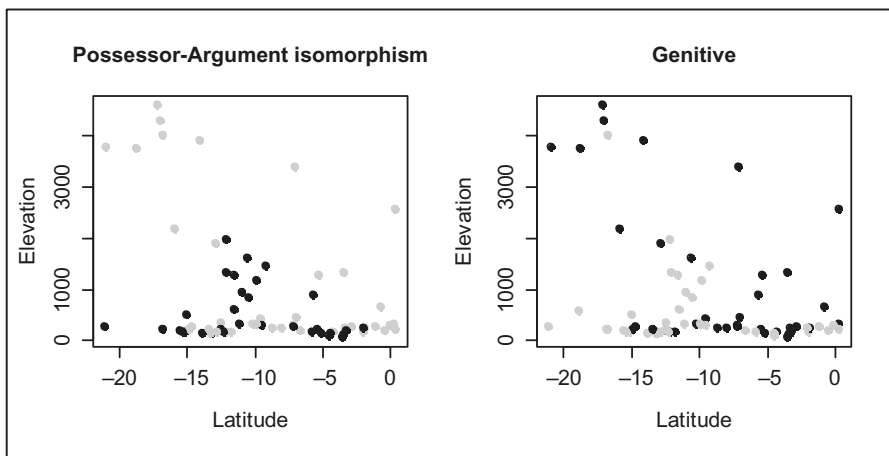 Possessor-Argument isomorphism
Elevation
0 1000 3000
–20 –15 –10 –5 0
Latitude
Genitive
Elevation
0 1000 3000
–20 –15 –10 –5 0
Latitude